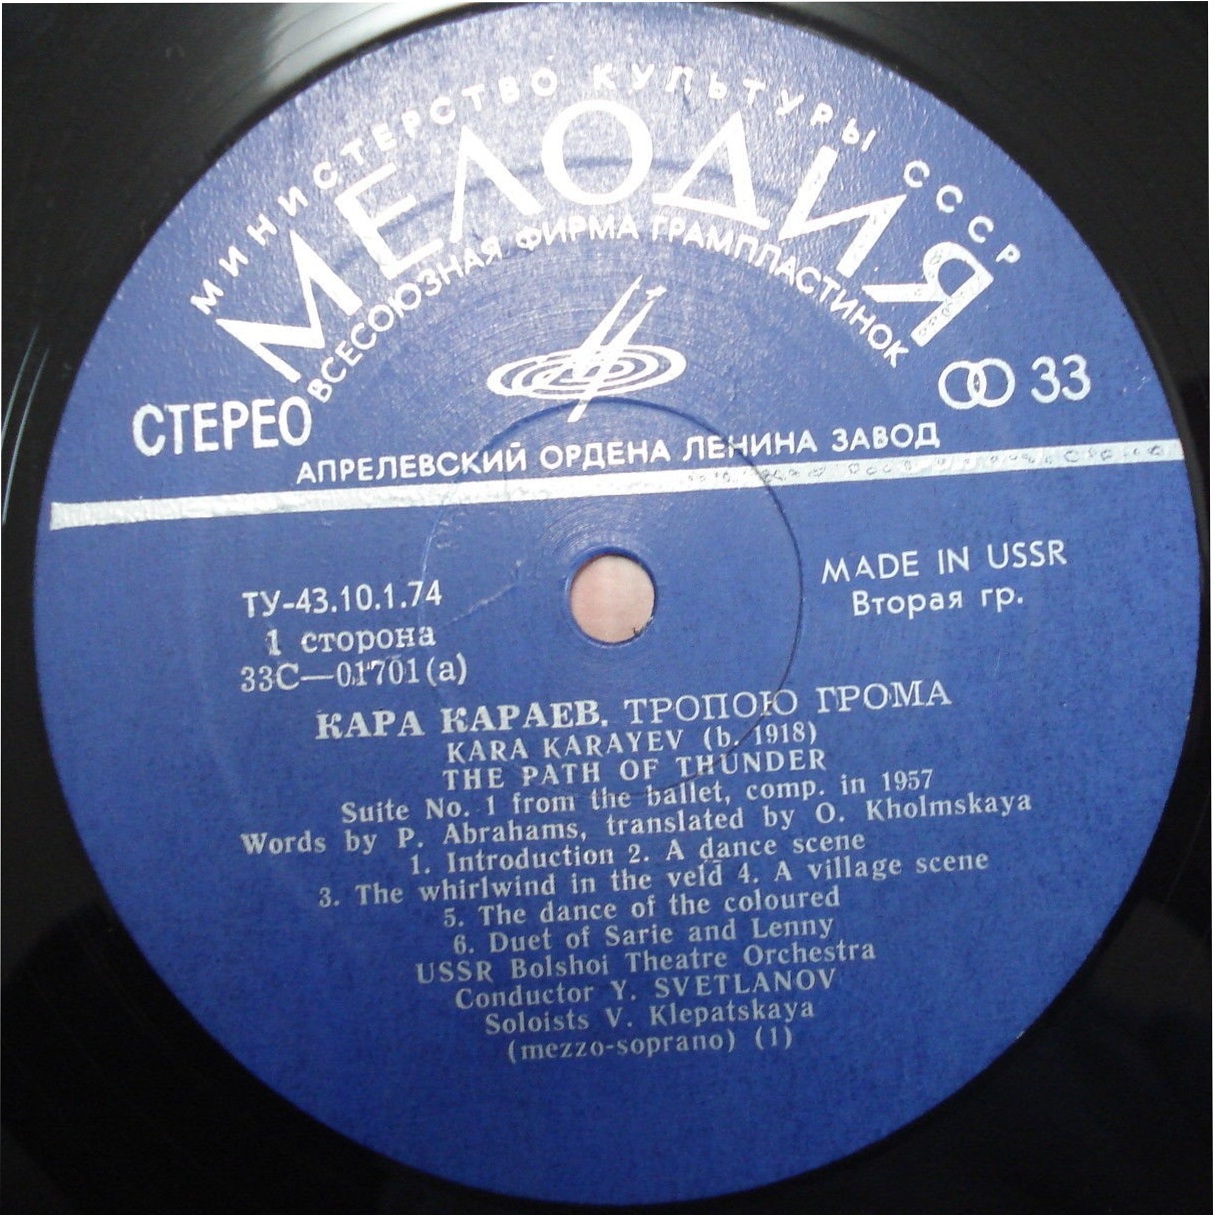 МИНИСТЕРСТВО КУЛЬТУРЫ СССР
МЕЛОДИЯ
ВСЕСОЮЗНАЯ ФИРМА ГРАМПЛАСТИНОК
СТЕРЕО
33
АПРЕЛЕВСКИЙ ОРДЕНА ЛЕНИНА ЗАВОД
MADE IN USSR
Вторая гр.
ТУ-43.10.1.74
1 сторона
33С—01701(а)
КАРА КАРАЕВ. ТРОПОЮ ГРОМА
KARA KARAYEV (b. 1918)
THE PATH OF THUNDER
Suite No. 1 from the ballet, comp. in 1957
Words by P. Abrahams, translated by O. Kholmskaya
1. Introduction 2. A dance scene
3. The whirlwind in the veld 4. A village scene
5. The dance of the coloured
6. Duet of Sarie and Lenny
USSR Bolshoi Theatre Orchestra
Conductor Y. SVETLANOV
Soloists V. Klepatskaya
(mezzo-soprano) (1)